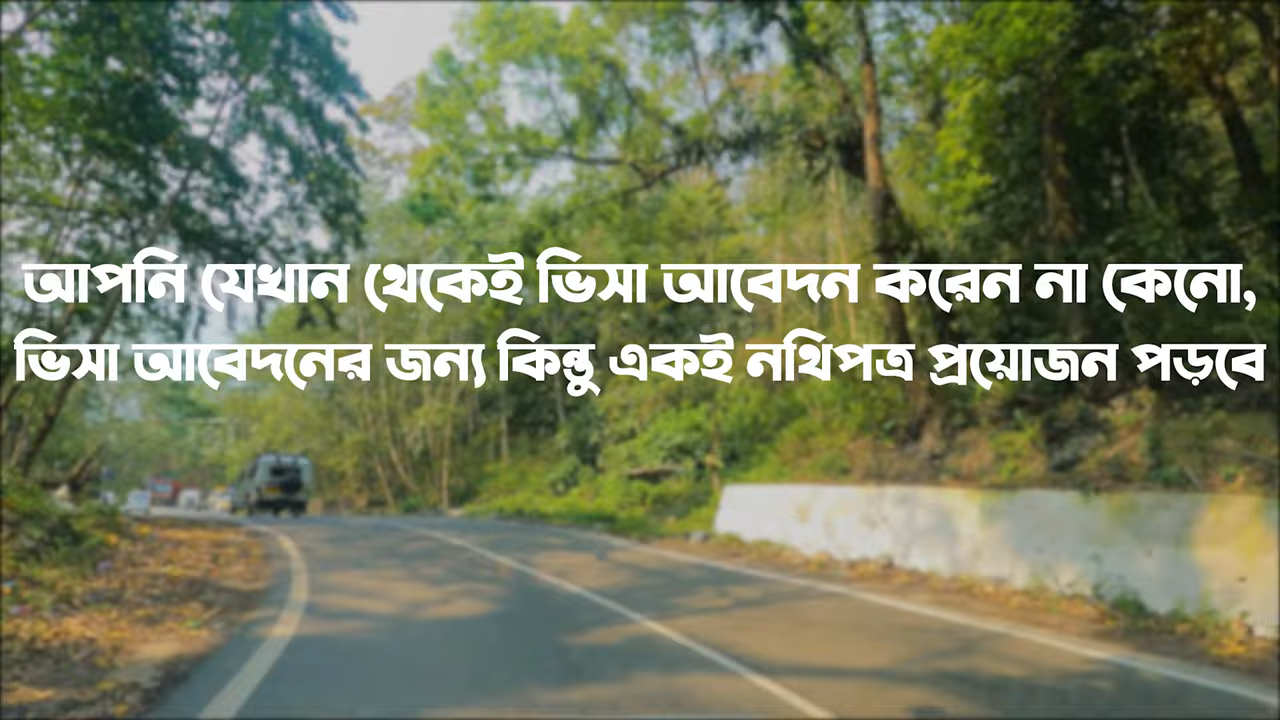 আপনি যেখান থেকেই ভিসা আবেদন করেন না কেনো,
ভিসা আবেদনের জন্য কিন্তু একই নথিপত্র প্রয়োজন পড়বে